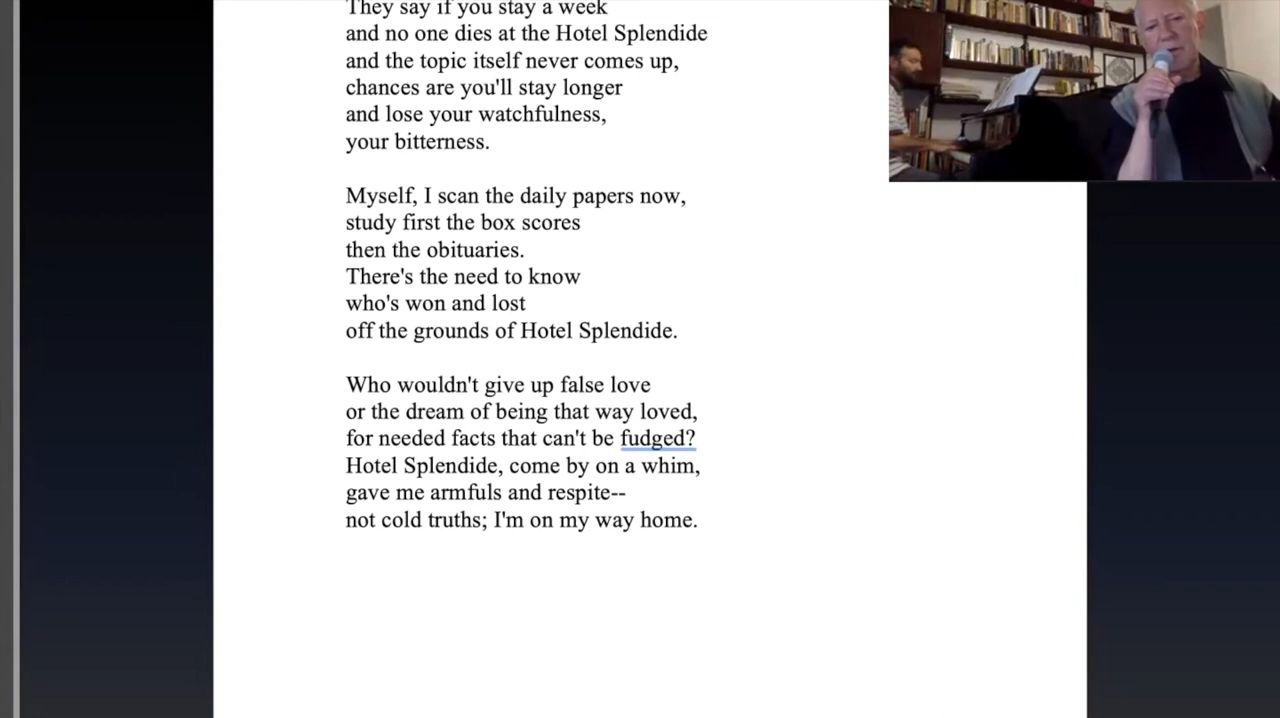 They say if you stay a week
and no one dies at the Hotel Splendide
and the topic itself never comes up,
chances are you'll stay longer
and lose your watchfulness,
your bitterness.
Myself, I scan the daily papers now,
study first the box scores
then the obituaries.
There's the need to know
who's won and lost
off the grounds of Hotel Splendide.
Who wouldn't give up false love
or the dream of being that way loved,
for needed facts that can't be fudged?
Hotel Splendide, come by on a whim,
gave me armfuls and respite--
not cold truths; I'm on my way home.